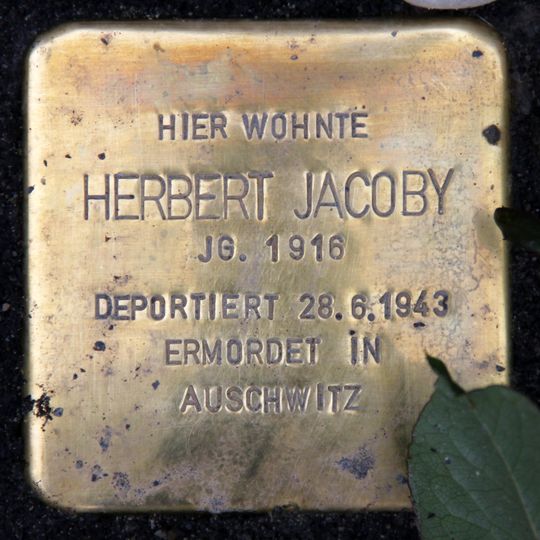 HIER WOHNTE
HERBERT JACOBY
JG. 1916
DEPORTIERT 28.6.1943
ERMORDET IN
AUSCHWITZ